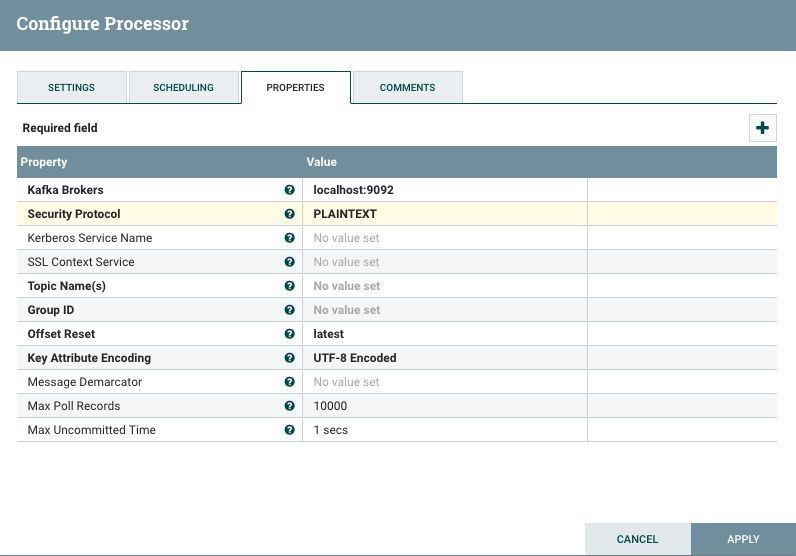 Configure Processor
SETTINGS SCHEDULING PROPERTIES COMMENTS
Required field
Property Value
Kafka Brokers localhost:9092
Security Protocol PLAINTEXT
Kerberos Service Name No value set
SSL Context Service No value set
Topic Name(s) No value set
Group ID No value set
Offset Reset latest
Key Attribute Encoding UTF-8 Encoded
Message Demarcator No value set
Max Poll Records 10000
Max Uncommitted Time 1 secs
CANCEL APPLY